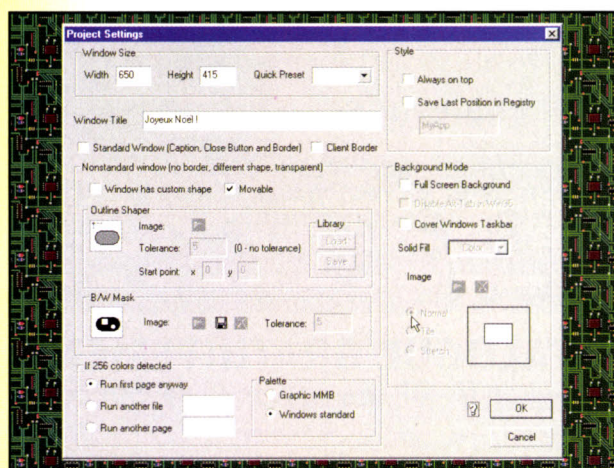 Project Settings
Window Size
Width 650 Height 415 Quick Preset
Window Title Joyeux Noel !
Standard Window (Caption, Close Button and Border) Client Border
Nonstandard window (no border, different shape, transparent)
Window has custom shape Movable
Outline Shaper
Image:
Tolerance: 5 (0 - no tolerance)
Start point: x 0 y 0
Library
Load
Save
B/W Mask
Image: Tolerance: 5
If 256 colors detected
Run first page anyway
Run another file
Run another page
Palette
Graphic MMB
Windows standard
Style
Always on top
Save Last Position in Registry
MyApp
Background Mode
Full Screen Background
Cover Windows Taskbar
Solid Fill Color
Image
Normal
Tile
Stretch
OK
Cancel